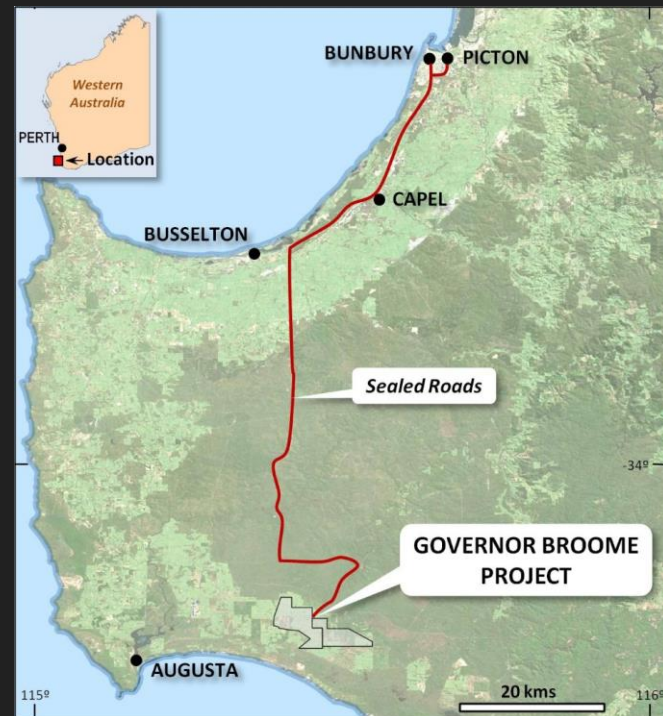 Western
Australia
PERTH
Location
BUNBURY
PICTON
CAPEL
BUSSELTON
Sealed Roads
-34º
GOVERNOR BROOME
PROJECT
AUGUSTA
20 kms
115º
116º